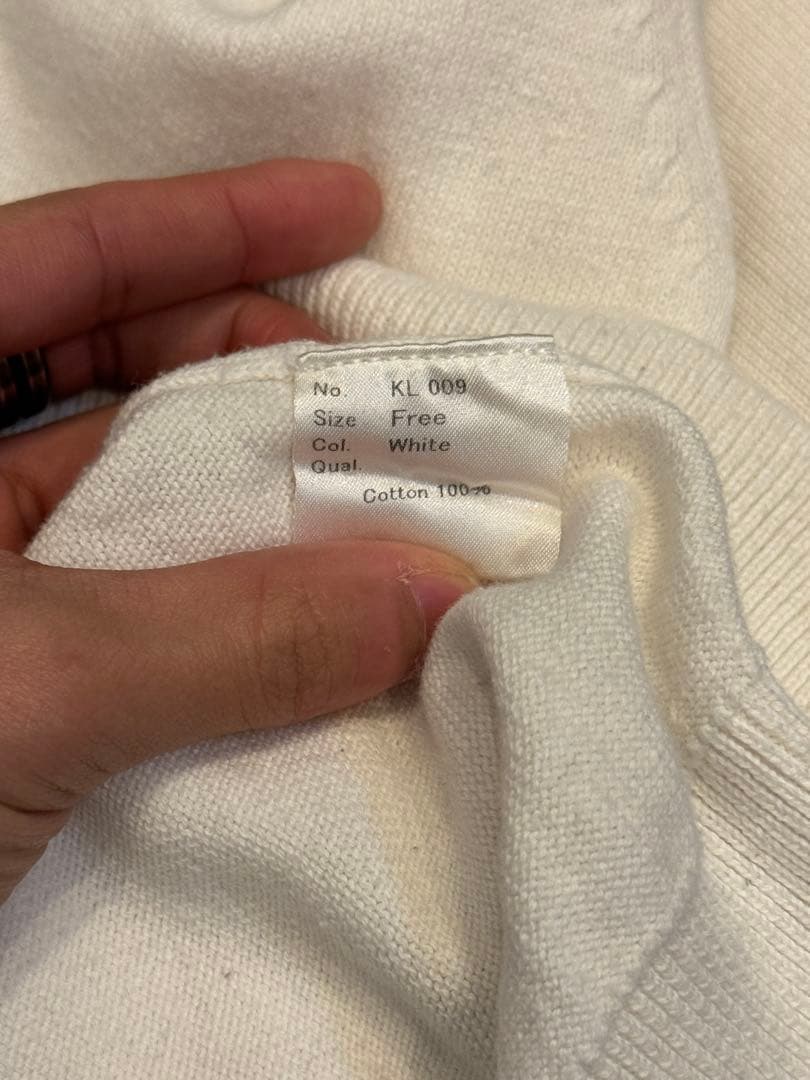 No. KL 009
Size Free
Col. White
Qual.
Cotton 100%